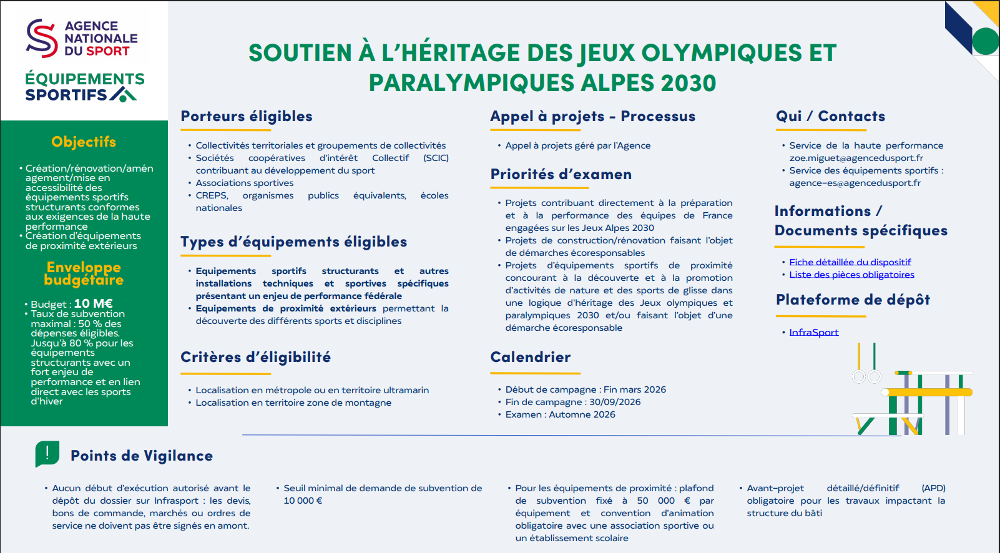 AGENCE
NATIONALE
DU SPORT
ÉQUIPEMENTS
SPORTIFS
SOUTIEN À L’HÉRITAGE DES JEUX OLYMPIQUES ET
PARALYMPIQUES ALPES 2030
Objectifs
• Création/rénovation/amén
agement/mise en
accessibilité des
équipements sportifs
structurants conformes
aux exigences de la haute
performance
• Création d’équipements
de proximité extérieurs
Enveloppe
budgétaire
• Budget : 10 M€
• Taux de subvention
maximal : 50 % des
dépenses éligibles.
Jusqu’à 80 % pour les
équipements
structurants avec un
fort enjeu de
performance et en lien
direct avec les sports
d’hiver
Porteurs éligibles
• Collectivités territoriales et groupements de collectivités
• Sociétés coopératives d’intérêt Collectif (SCIC)
contribuant au développement du sport
• Associations sportives
• CREPS, organismes publics équivalents, écoles
nationales
Types d’équipements éligibles
• Equipements sportifs structurants et autres
installations techniques et sportives spécifiques
présentant un enjeu de performance fédérale
• Equipements de proximité extérieurs permettant la
découverte des différents sports et disciplines
Critères d’éligibilité
• Localisation en métropole ou en territoire ultramarin
• Localisation en territoire zone de montagne
Appel à projets - Processus
• Appel à projets géré par l’Agence
Priorités d’examen
• Projets contribuant directement à la préparation
et à la performance des équipes de France
engagées sur les Jeux Alpes 2030
• Projets de construction/rénovation faisant l’objet
de démarches écoresponsables
• Projets d’équipements sportifs de proximité
concourant à la découverte et à la promotion
d’activités de nature et des sports de glisse dans
une logique d’héritage des Jeux olympiques et
paralympiques 2030 et/ou faisant l’objet d’une
démarche écoresponsable
Calendrier
• Début de campagne : Fin mars 2026
• Fin de campagne : 30/09/2026
• Examen : Automne 2026
Qui / Contacts
• Service de la haute performance
zoe.miguet@agencedusport.fr
• Service des équipements sportifs :
agence-es@agencedusport.fr
Informations /
Documents spécifiques
• Fiche détaillée du dispositif
• Liste des pièces obligatoires
Plateforme de dépôt
• InfraSport
! Points de Vigilance
• Aucun début d’exécution autorisé avant le
dépôt du dossier sur Infrasport : les devis,
bons de commande, marchés ou ordres de
service ne doivent pas être signés en amont.
• Seuil minimal de demande de subvention de
10 000 €
• Pour les équipements de proximité : plafond
de subvention fixé à 50 000 € par
équipement et convention d’animation
obligatoire avec une association sportive ou
un établissement scolaire
• Avant-projet détaillé/définitif (APD)
obligatoire pour les travaux impactant la
structure du bâti